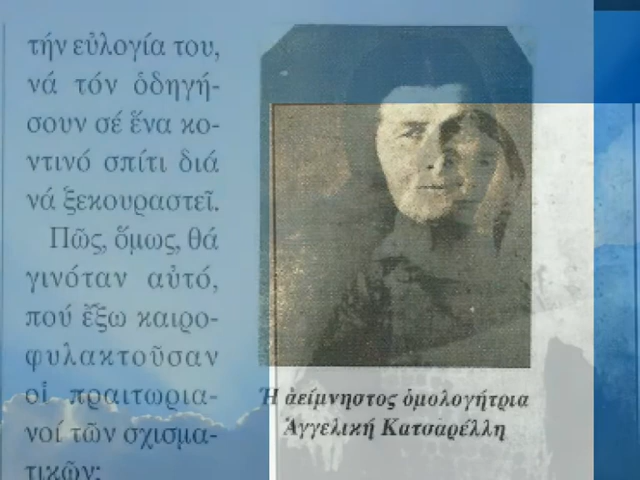 τήν εὐλογία του,
νά τόν ὁδηγή-
σουν σέ ἕνα κο-
ντινό σπίτι διά
νά ξεκουραστεῖ.
Πῶς, ὅμως, θά
γινόταν αὐτό,
πού ἔξω καιρο-
φυλακτοῦσαν
οἱ πραιτωρια-
νοί τῶν σχισμα-
τικῶν;
Ἡ ἀείμνηστος ὁμολογήτρια
Ἀγγελική Κατσαρέλλη